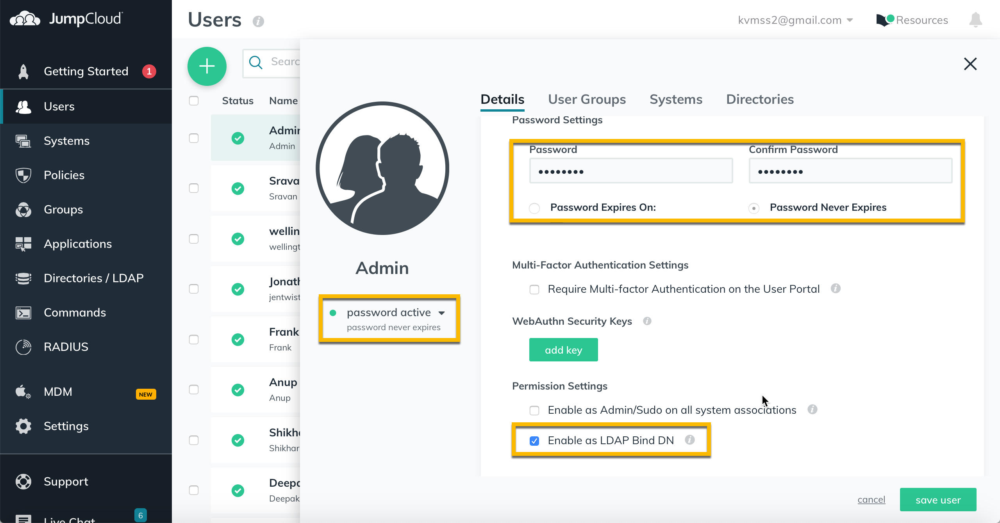 JumpCloud
Getting Started 1
Users
Systems
Policies
Groups
Applications
Directories / LDAP
Commands
RADIUS
MDM NEW
Settings
Support
Live Chat 6
Users
kvmss2@gmail.com
Resources
Searc
Status Name
Admin
Admin
Srava
Sravan
wellin
wellingt
Jonath
jentwist
Frank
Frank
Anup
Anup
Shikha
Shikhar
Deepa
Deepak
Admin
password active
password never expires
Details User Groups Systems Directories
Password Settings
Password Confirm Password
•••••••• ••••••••
Password Expires On: Password Never Expires
Multi-Factor Authentication Settings
Require Multi-factor Authentication on the User Portal
WebAuthn Security Keys
add key
Permission Settings
Enable as Admin/Sudo on all system associations
Enable as LDAP Bind DN
cancel save user